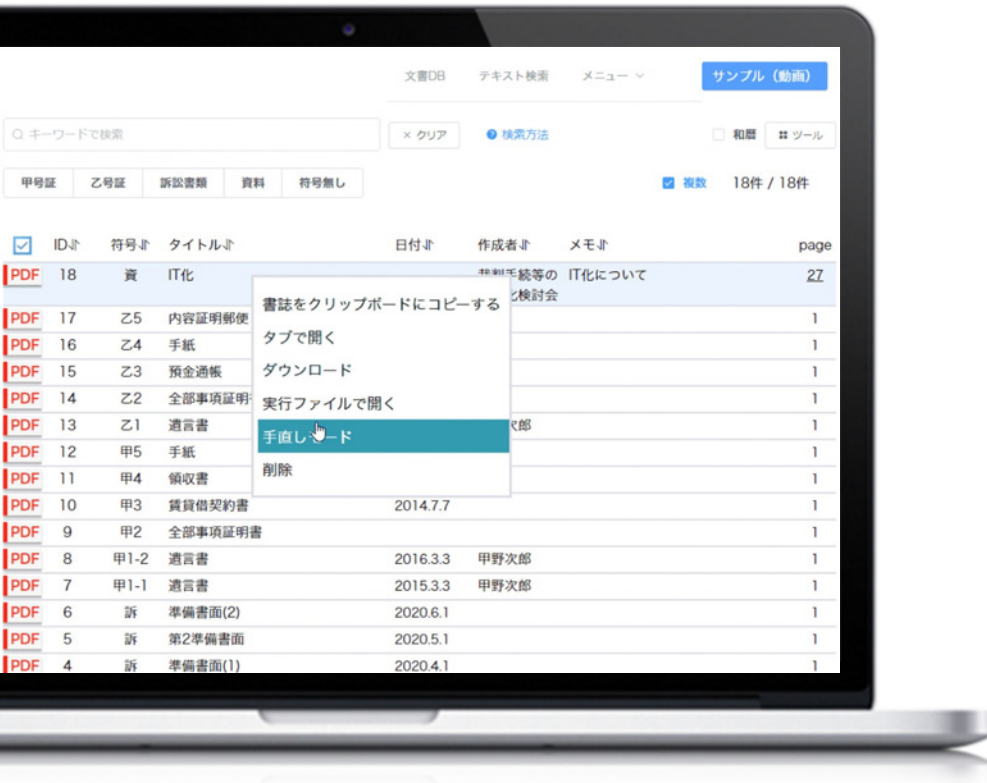 文書DB テキスト検索 メニュー サンプル（動画）
キーワードで検索 × クリア ? 検索方法 和暦 ツール
甲号証 乙号証 訴訟書類 資料 符号無し 複数 18件 / 18件
ID 符号 タイトル 日付 作成者 メモ page
PDF 18 資 IT化 裁判手続等の IT化について 27
化検討会
書誌をクリップボードにコピーする
タブで開く
ダウンロード
実行ファイルで開く
手直しモード
削除
PDF 17 乙5 内容証明郵便 1
PDF 16 乙4 手紙 1
PDF 15 乙3 預金通帳 1
PDF 14 乙2 全部事項証明 1
PDF 13 乙1 遺言書 次郎 1
PDF 12 甲5 手紙 1
PDF 11 甲4 領収書 1
PDF 10 甲3 賃貸借契約書 2014.7.7 1
PDF 9 甲2 全部事項証明書 1
PDF 8 甲1-2 遺言書 2016.3.3 甲野次郎 1
PDF 7 甲1-1 遺言書 2015.3.3 甲野次郎 1
PDF 6 訴 準備書面(2) 2020.6.1 1
PDF 5 訴 第2準備書面 2020.5.1 1
PDF 4 訴 準備書面(1) 2020.4.1 1